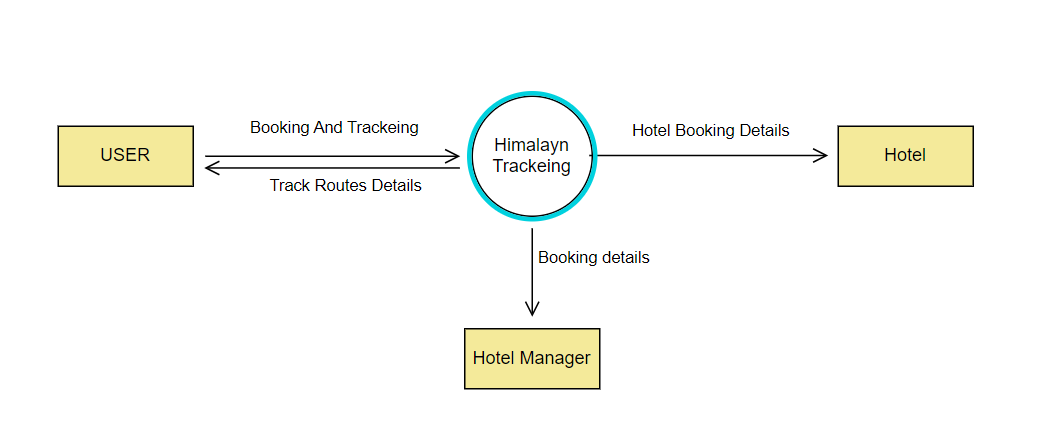 Booking And Trackeing
USER
Track Routes Details
Himalayn
Trackeing
Hotel Booking Details
Hotel
Booking details
Hotel Manager